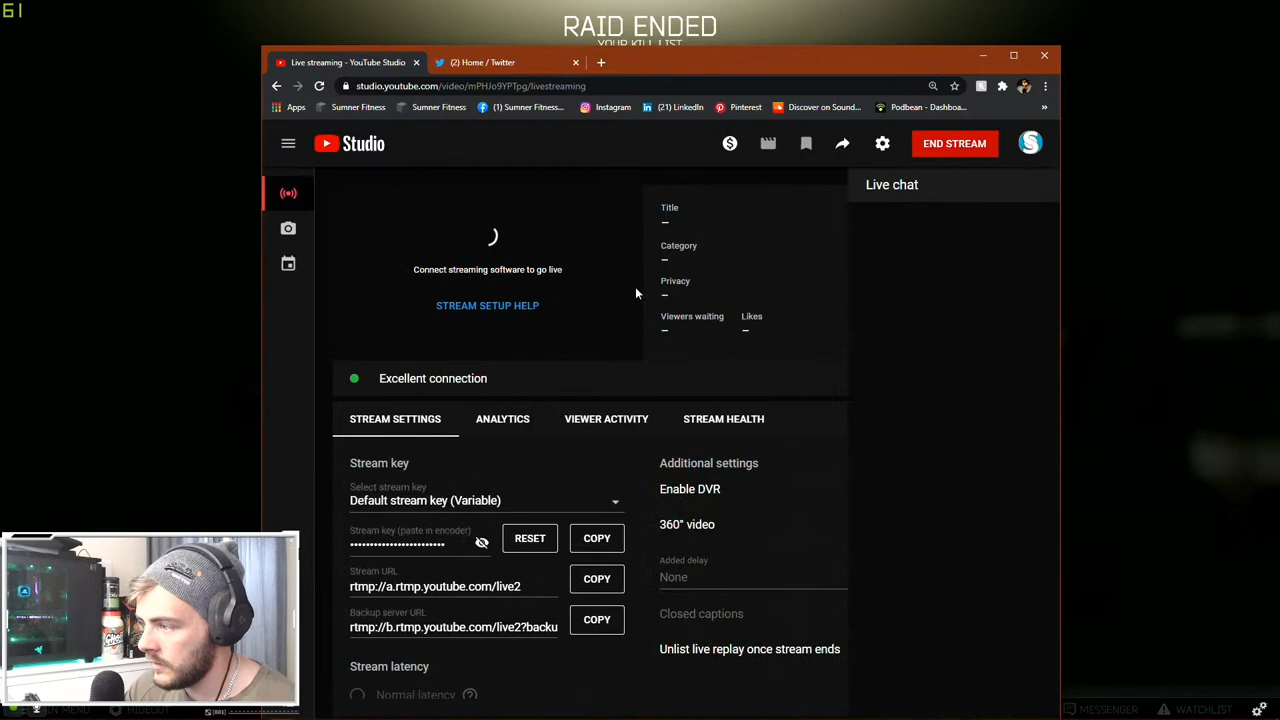 61
RAID ENDED
YOUR KILL LIST
Live streaming - YouTube Studio
(2) Home / Twitter
studio.youtube.com/video/mPHJo9YPTpg/livestreaming
Apps
Sumner Fitness
Sumner Fitness
(1) Sumner Fitness...
Instagram
(21) LinkedIn
Pinterest
Discover on Sound...
Podbean - Dashboa...
»
Studio
END STREAM
Live chat
Connect streaming software to go live
STREAM SETUP HELP
Title
–
Category
–
Privacy
–
Viewers waiting Likes
– –
Excellent connection
STREAM SETTINGS ANALYTICS VIEWER ACTIVITY STREAM HEALTH
Stream key
Select stream key
Default stream key (Variable)
Stream key (paste in encoder)
••••••••••••••••••••••••
RESET COPY
Stream URL
rtmp://a.rtmp.youtube.com/live2
COPY
Backup server URL
rtmp://b.rtmp.youtube.com/live2?backu
COPY
Stream latency
Normal latency
Additional settings
Enable DVR
360° video
Added delay
None
Closed captions
Unlist live replay once stream ends
HIDEOUT
MESSENGER
WATCHLIST